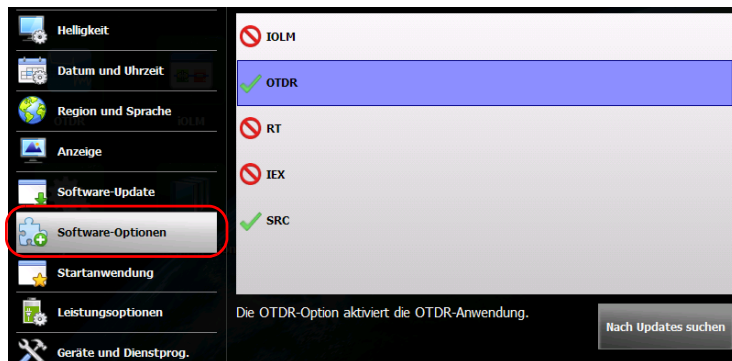 Helligkeit
Datum und Uhrzeit
Region und Sprache
Anzeige
Software-Update
Software-Optionen
Startanwendung
Leistungsoptionen
Geräte und Dienstprog.
IOLM
OTDR
RT
IEX
SRC
Die OTDR-Option aktiviert die OTDR-Anwendung.
Nach Updates suchen